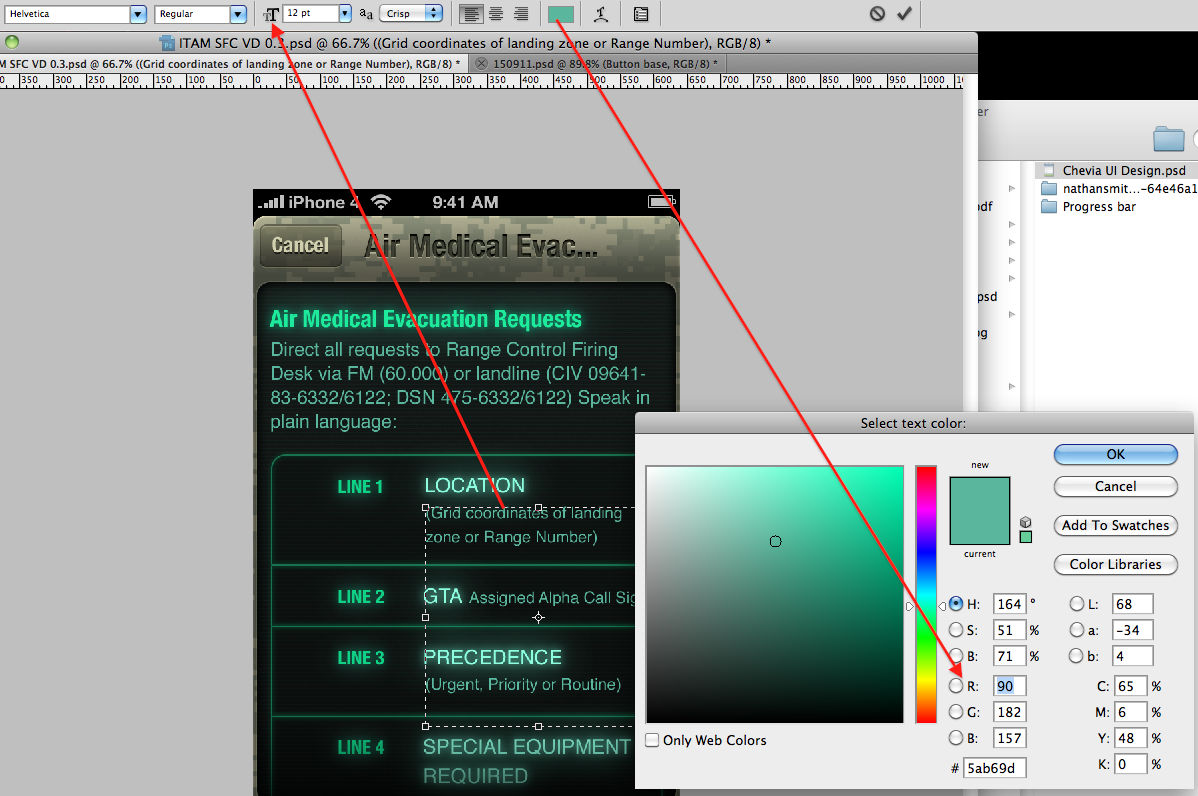 Helvetica Regular T 12 pt aa Crisp
ITAM SFC VD 0.3.psd @ 66.7% ((Grid coordinates of landing zone or Range Number), RGB/8) *
M SFC VD 0.3.psd @ 66.7% ((Grid coordinates of landing zone or Range Number), RGB/8) * 150911.psd @ 89.8% (Button base, RGB/8) *
350 300 250 200 150 100 50 0 50 100 150 200 250 300 350 400 450 500 550 600 650 700 750 800 850 900 950 1000
er
Chevia UI Design.psd
nathansmit...-64e46a1
Progress bar
odf
psd
ng
iPhone 4 9:41 AM
Cancel Air Medical Evac...
Air Medical Evacuation Requests
Direct all requests to Range Control Firing
Desk via FM (60.000) or landline (CIV 09641-
83-6332/6122; DSN 475-6332/6122) Speak in
plain language:
LINE 1 LOCATION
(Grid coordinates of landing
zone or Range Number)
LINE 2 GTA Assigned Alpha Call Sig
LINE 3 PRECEDENCE
(Urgent, Priority or Routine)
LINE 4 SPECIAL EQUIPMENT
REQUIRED
Select text color:
new
current
OK
Cancel
Add To Swatches
Color Libraries
H: 164 ° L: 68
S: 51 % a: -34
B: 71 % b: 4
R: 90 C: 65 %
G: 182 M: 6 %
B: 157 Y: 48 %
# 5ab69d K: 0 %
Only Web Colors